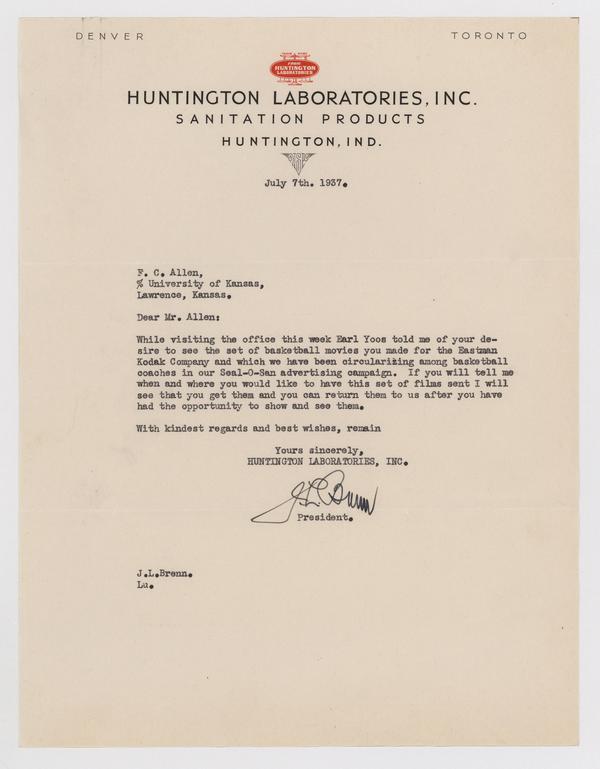 DENVER TORONTO
FROM
HUNTINGTON
LABORATORIES
HUNTINGTON LABORATORIES, INC.
SANITATION PRODUCTS
HUNTINGTON, IND.
July 7th. 1937.
F. C. Allen,
% University of Kansas,
Lawrence, Kansas.
Dear Mr. Allen:
While visiting the office this week Earl Yoos told me of your de-
sire to see the set of basketball movies you made for the Eastman
Kodak Company and which we have been circularizing among basketball
coaches in our Seal-O-San advertising campaign. If you will tell me
when and where you would like to have this set of films sent I will
see that you get them and you can return them to us after you have
had the opportunity to show and see them.
With kindest regards and best wishes, remain
Yours sincerely,
HUNTINGTON LABORATORIES, INC.
J.L. Brenn
President.
J.L.Brenn.
Lu.